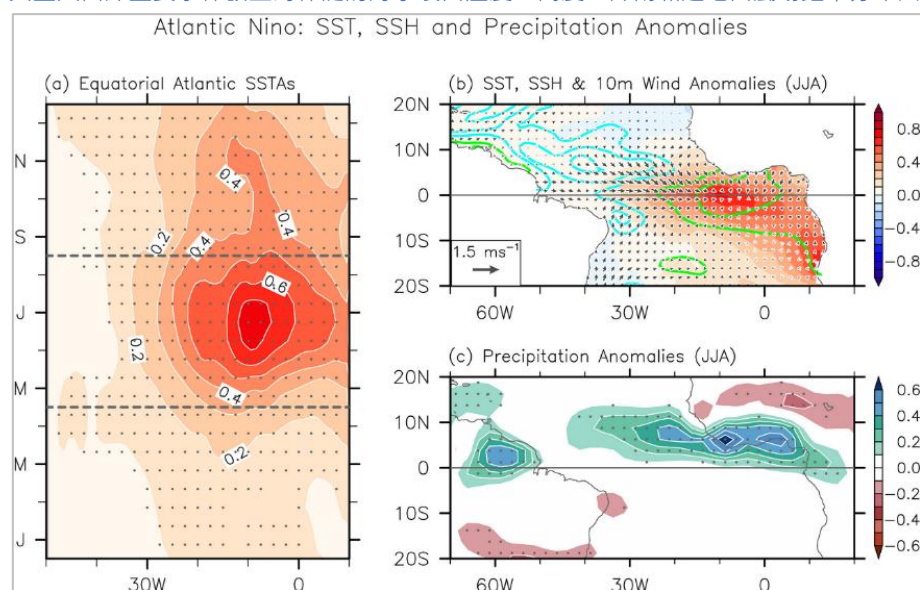 Atlantic Nino: SST, SSH and Precipitation Anomalies
(a) Equatorial Atlantic SSTAs
N
S
J
M
M
J
0.4
0.4
0.2
0.4
0.6
0.2
0.4
0.2
30W
0
(b) SST, SSH & 10m Wind Anomalies (JJA)
20N
10N
0
10S
20S
1.5 ms⁻¹
60W
30W
0
0.8
0.4
0.0
−0.4
−0.8
(c) Precipitation Anomalies (JJA)
20N
10N
0
10S
20S
60W
30W
0
0.6
0.4
0.2
0.0
−0.2
−0.4
−0.6